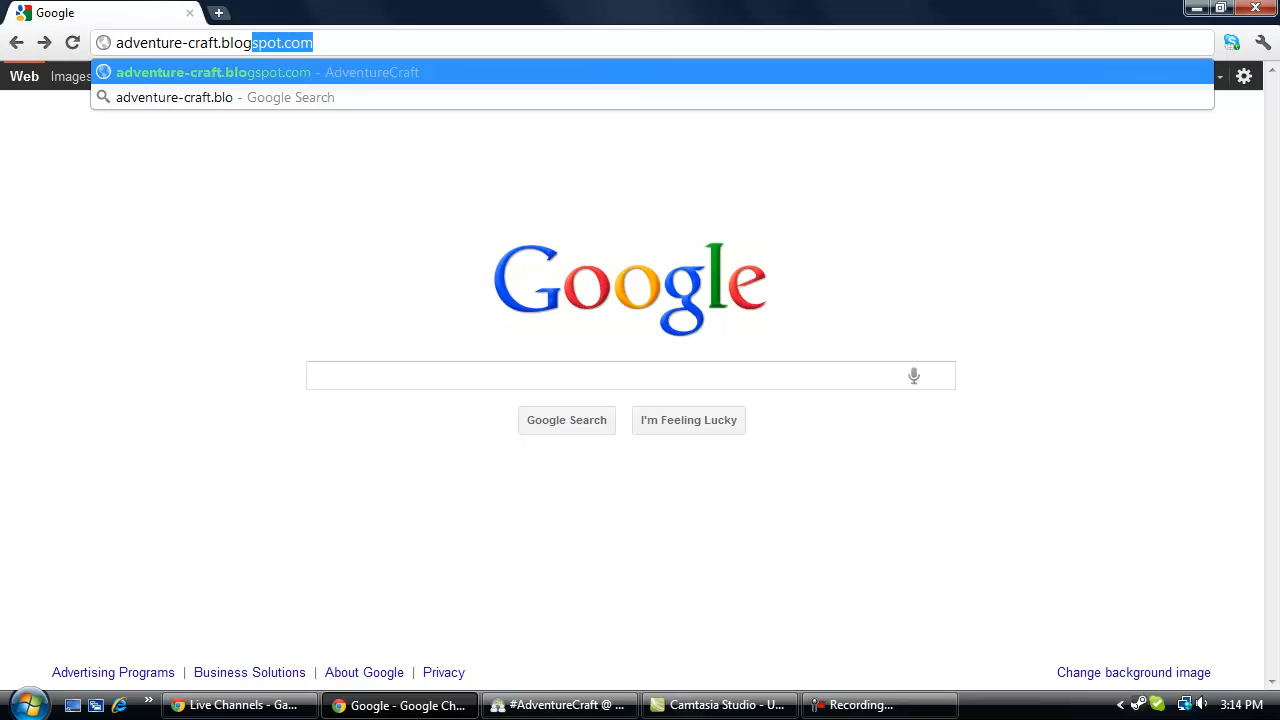 Google
adventure-craft.blogspot.com
adventure-craft.blogspot.com - AdventureCraft
adventure-craft.blo - Google Search
Web Images
Google
Google Search I'm Feeling Lucky
Advertising Programs | Business Solutions | About Google | Privacy Change background image
Live Channels - Ga... Google - Google Ch... #AdventureCraft @ ... Camtasia Studio - U... Recording... 3:14 PM